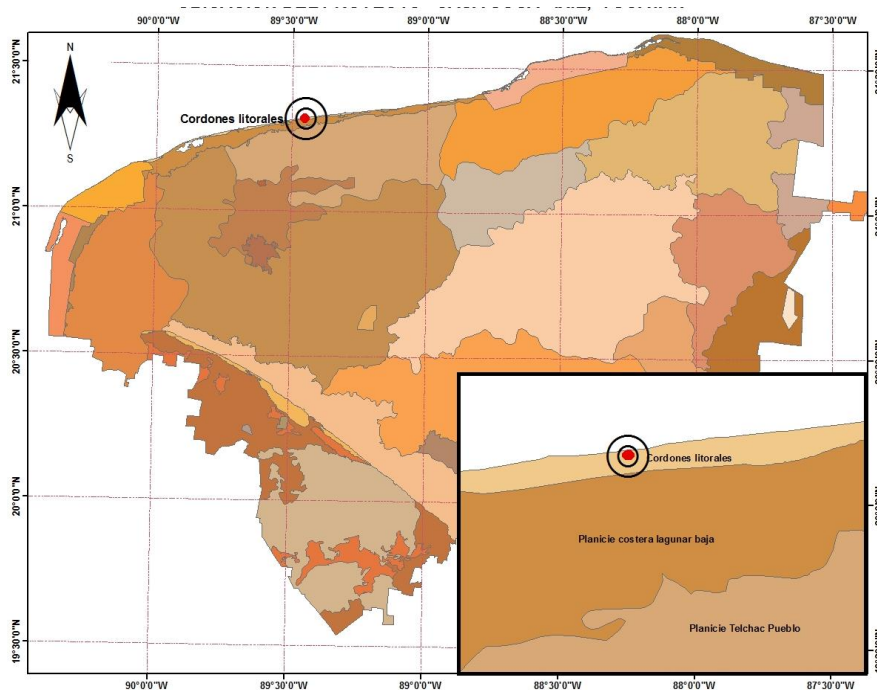 90°0'0"W 89°30'0"W 89°0'0"W 88°30'0"W 88°0'0"W 87°30'0"W
21°30'0"N
N
S
Cordones litorales
21°0'0"N
20°30'0"N
Cordones litorales
Planicie costera lagunar baja
20°0'0"N
Planicie Telchac Pueblo
19°30'0"N
90°0'0"W 89°30'0"W 89°0'0"W 88°30'0"W 88°0'0"W 87°30'0"W